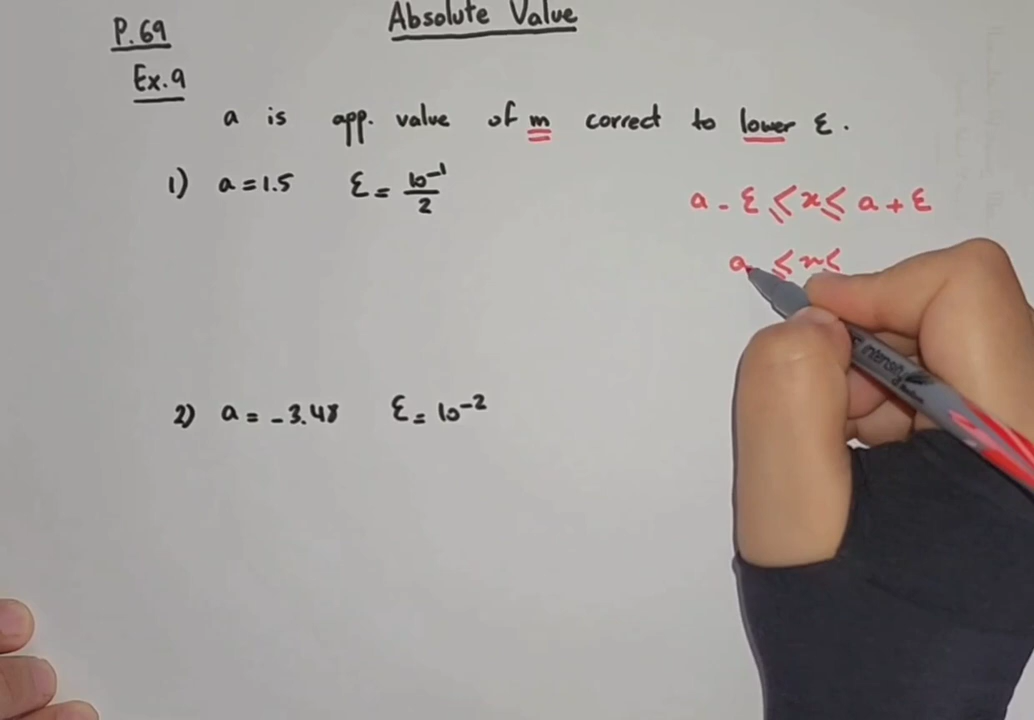 Absolute Value
P.69
Ex.9
a is app. value of m correct to lower ε.
1) a = 1.5 ε = 10⁻¹/2
a - ε ⩽ x ⩽ a + ε
a ⩽ x ⩽
2) a = -3.48 ε = 10⁻²
intensity